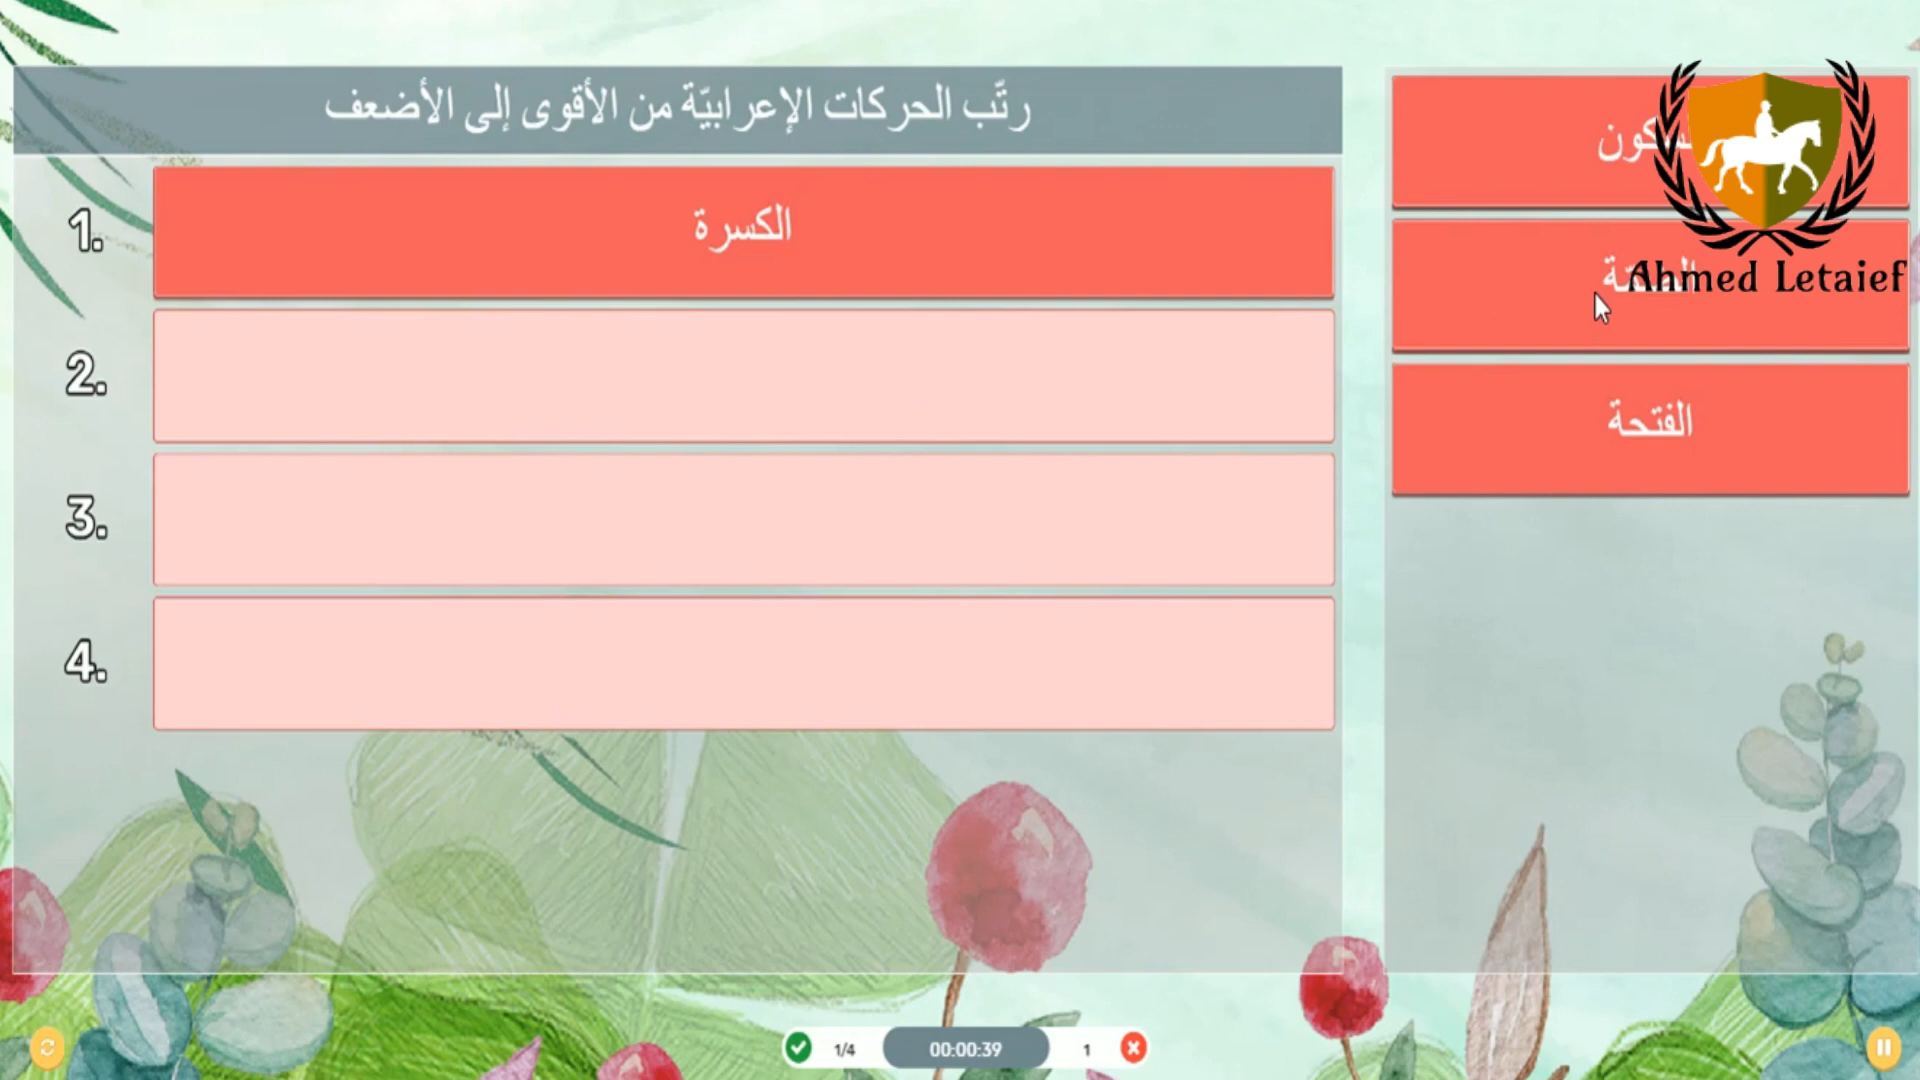 رتّب الحركات الإعرابيّة من الأقوى إلى الأضعف
1.
الكسرة
2.
3.
4.
الفتحة
Ahmed Letaief
1/4
00:00:39
1